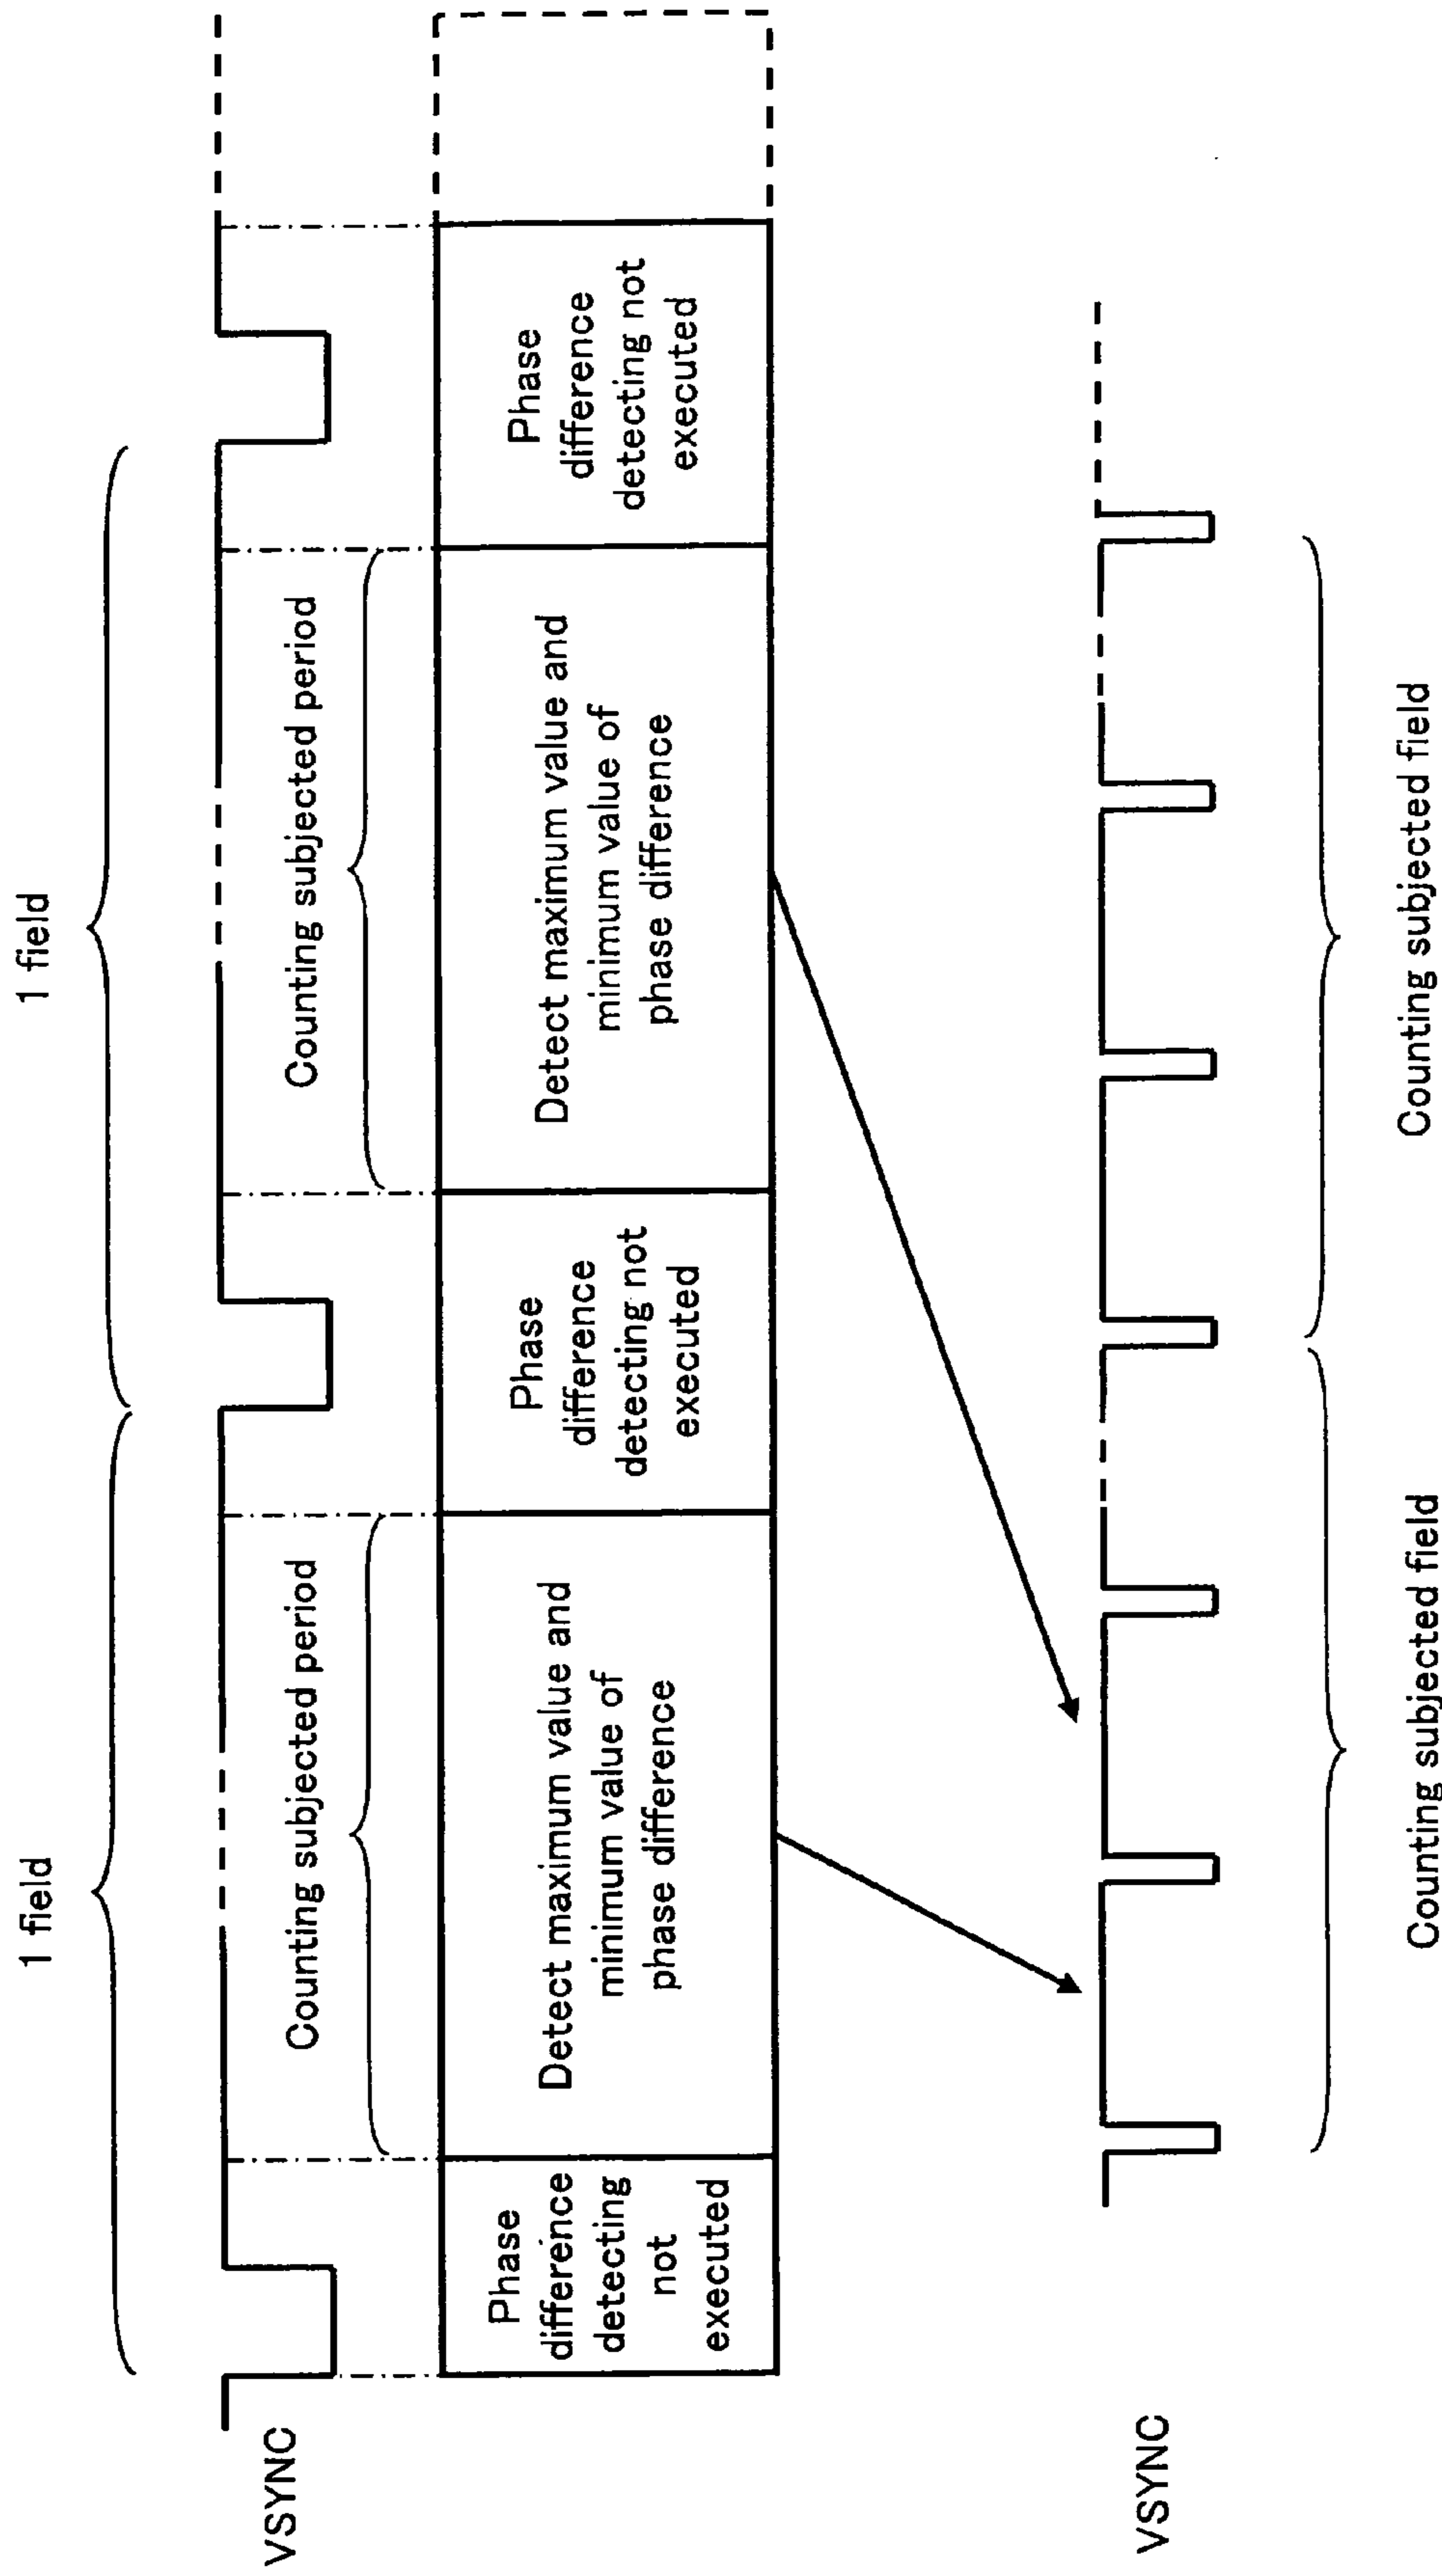 1 field
1 field
VSYNC
Counting subjected period
Counting subjected period
Phase
difference
detecting
not
executed
Detect maximum value and
minimum value of
phase difference
Phase
difference
detecting not
executed
Detect maximum value and
minimum value of
phase difference
Phase
difference
detecting not
executed
VSYNC
Counting subjected field
Counting subjected field